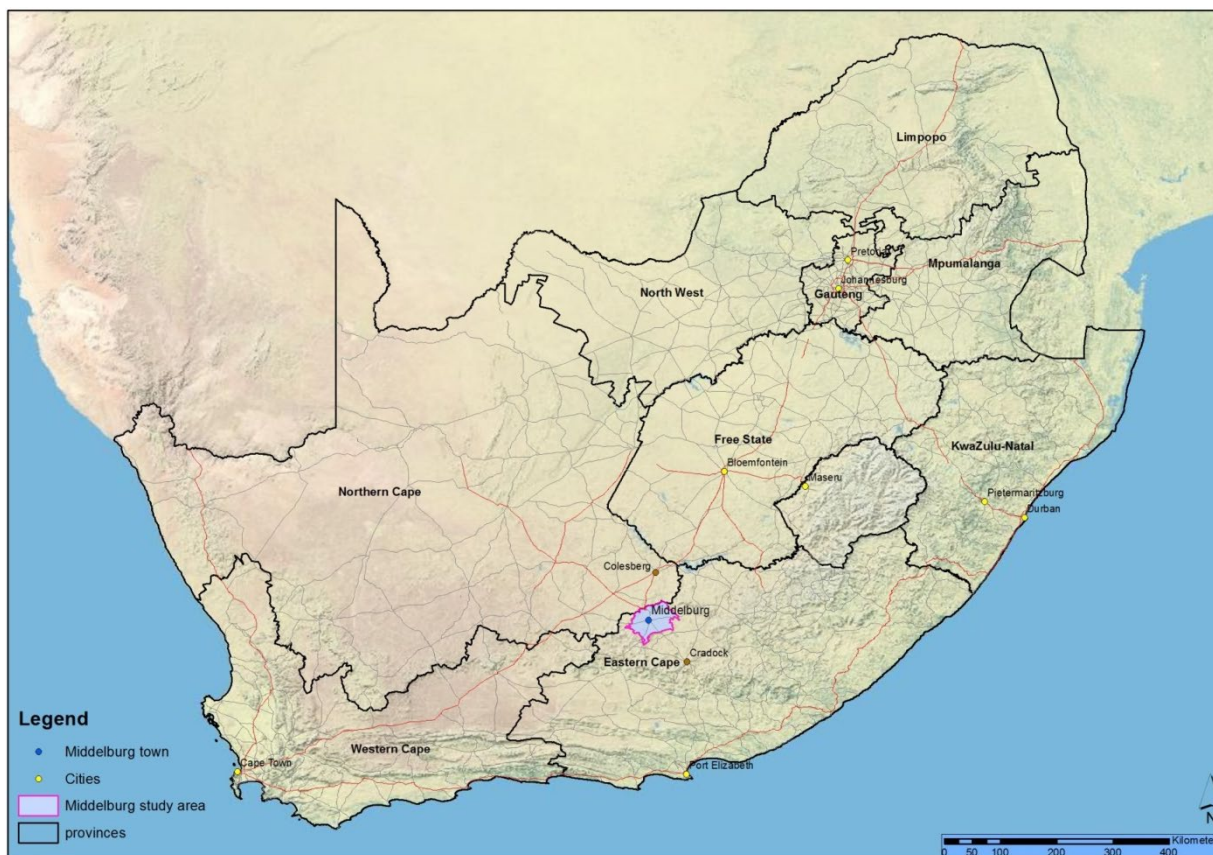 Limpopo
Pretoria
Mpumalanga
Johannesburg
North West
Gauteng
Free State
KwaZulu-Natal
Bloemfontein
Maseru
Northern Cape
Pietermaritzburg
Durban
Colesberg
Middelburg
Eastern Cape
Cradock
Legend
Middelburg town
Western Cape
Cape Town
Port Elizabeth
Cities
Middelburg study area
provinces
N
Kilomete
0 50 100 200 300 400